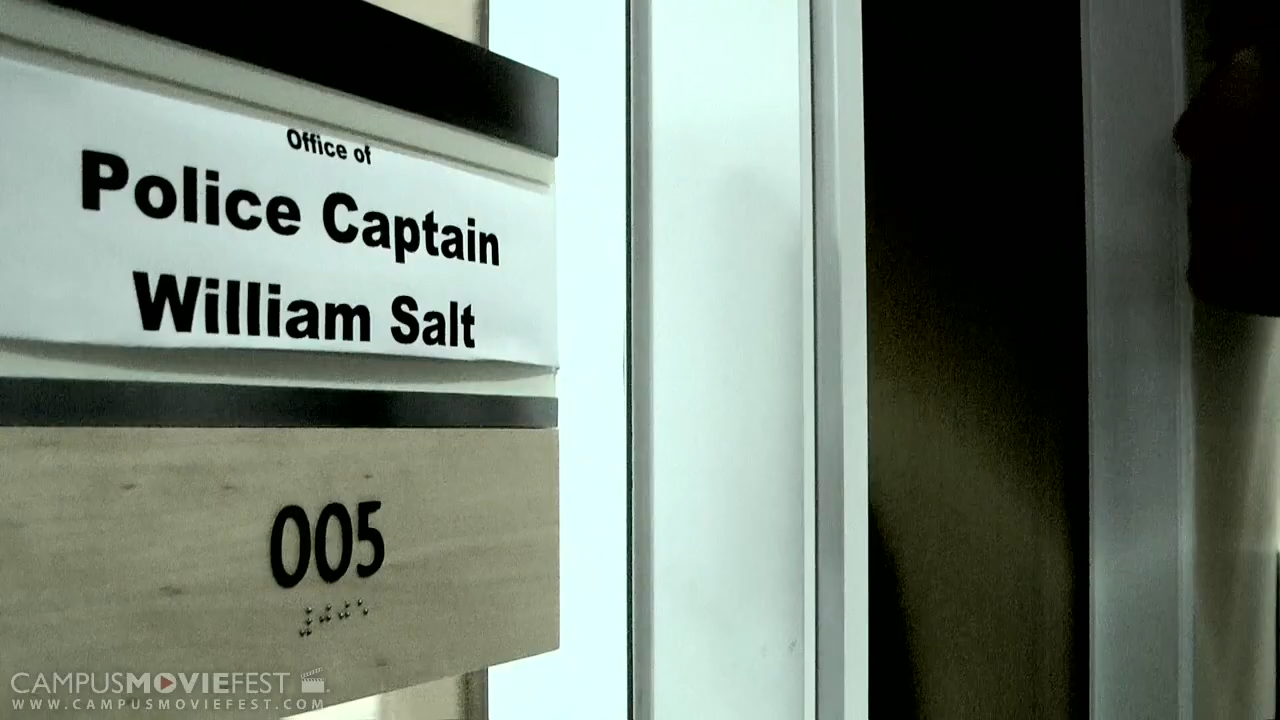 Office of
Police Captain
William Salt
005
⠼⠚⠚⠑
CAMPUSMOVIEFEST
WWW.CAMPUSMOVIEFEST.COM